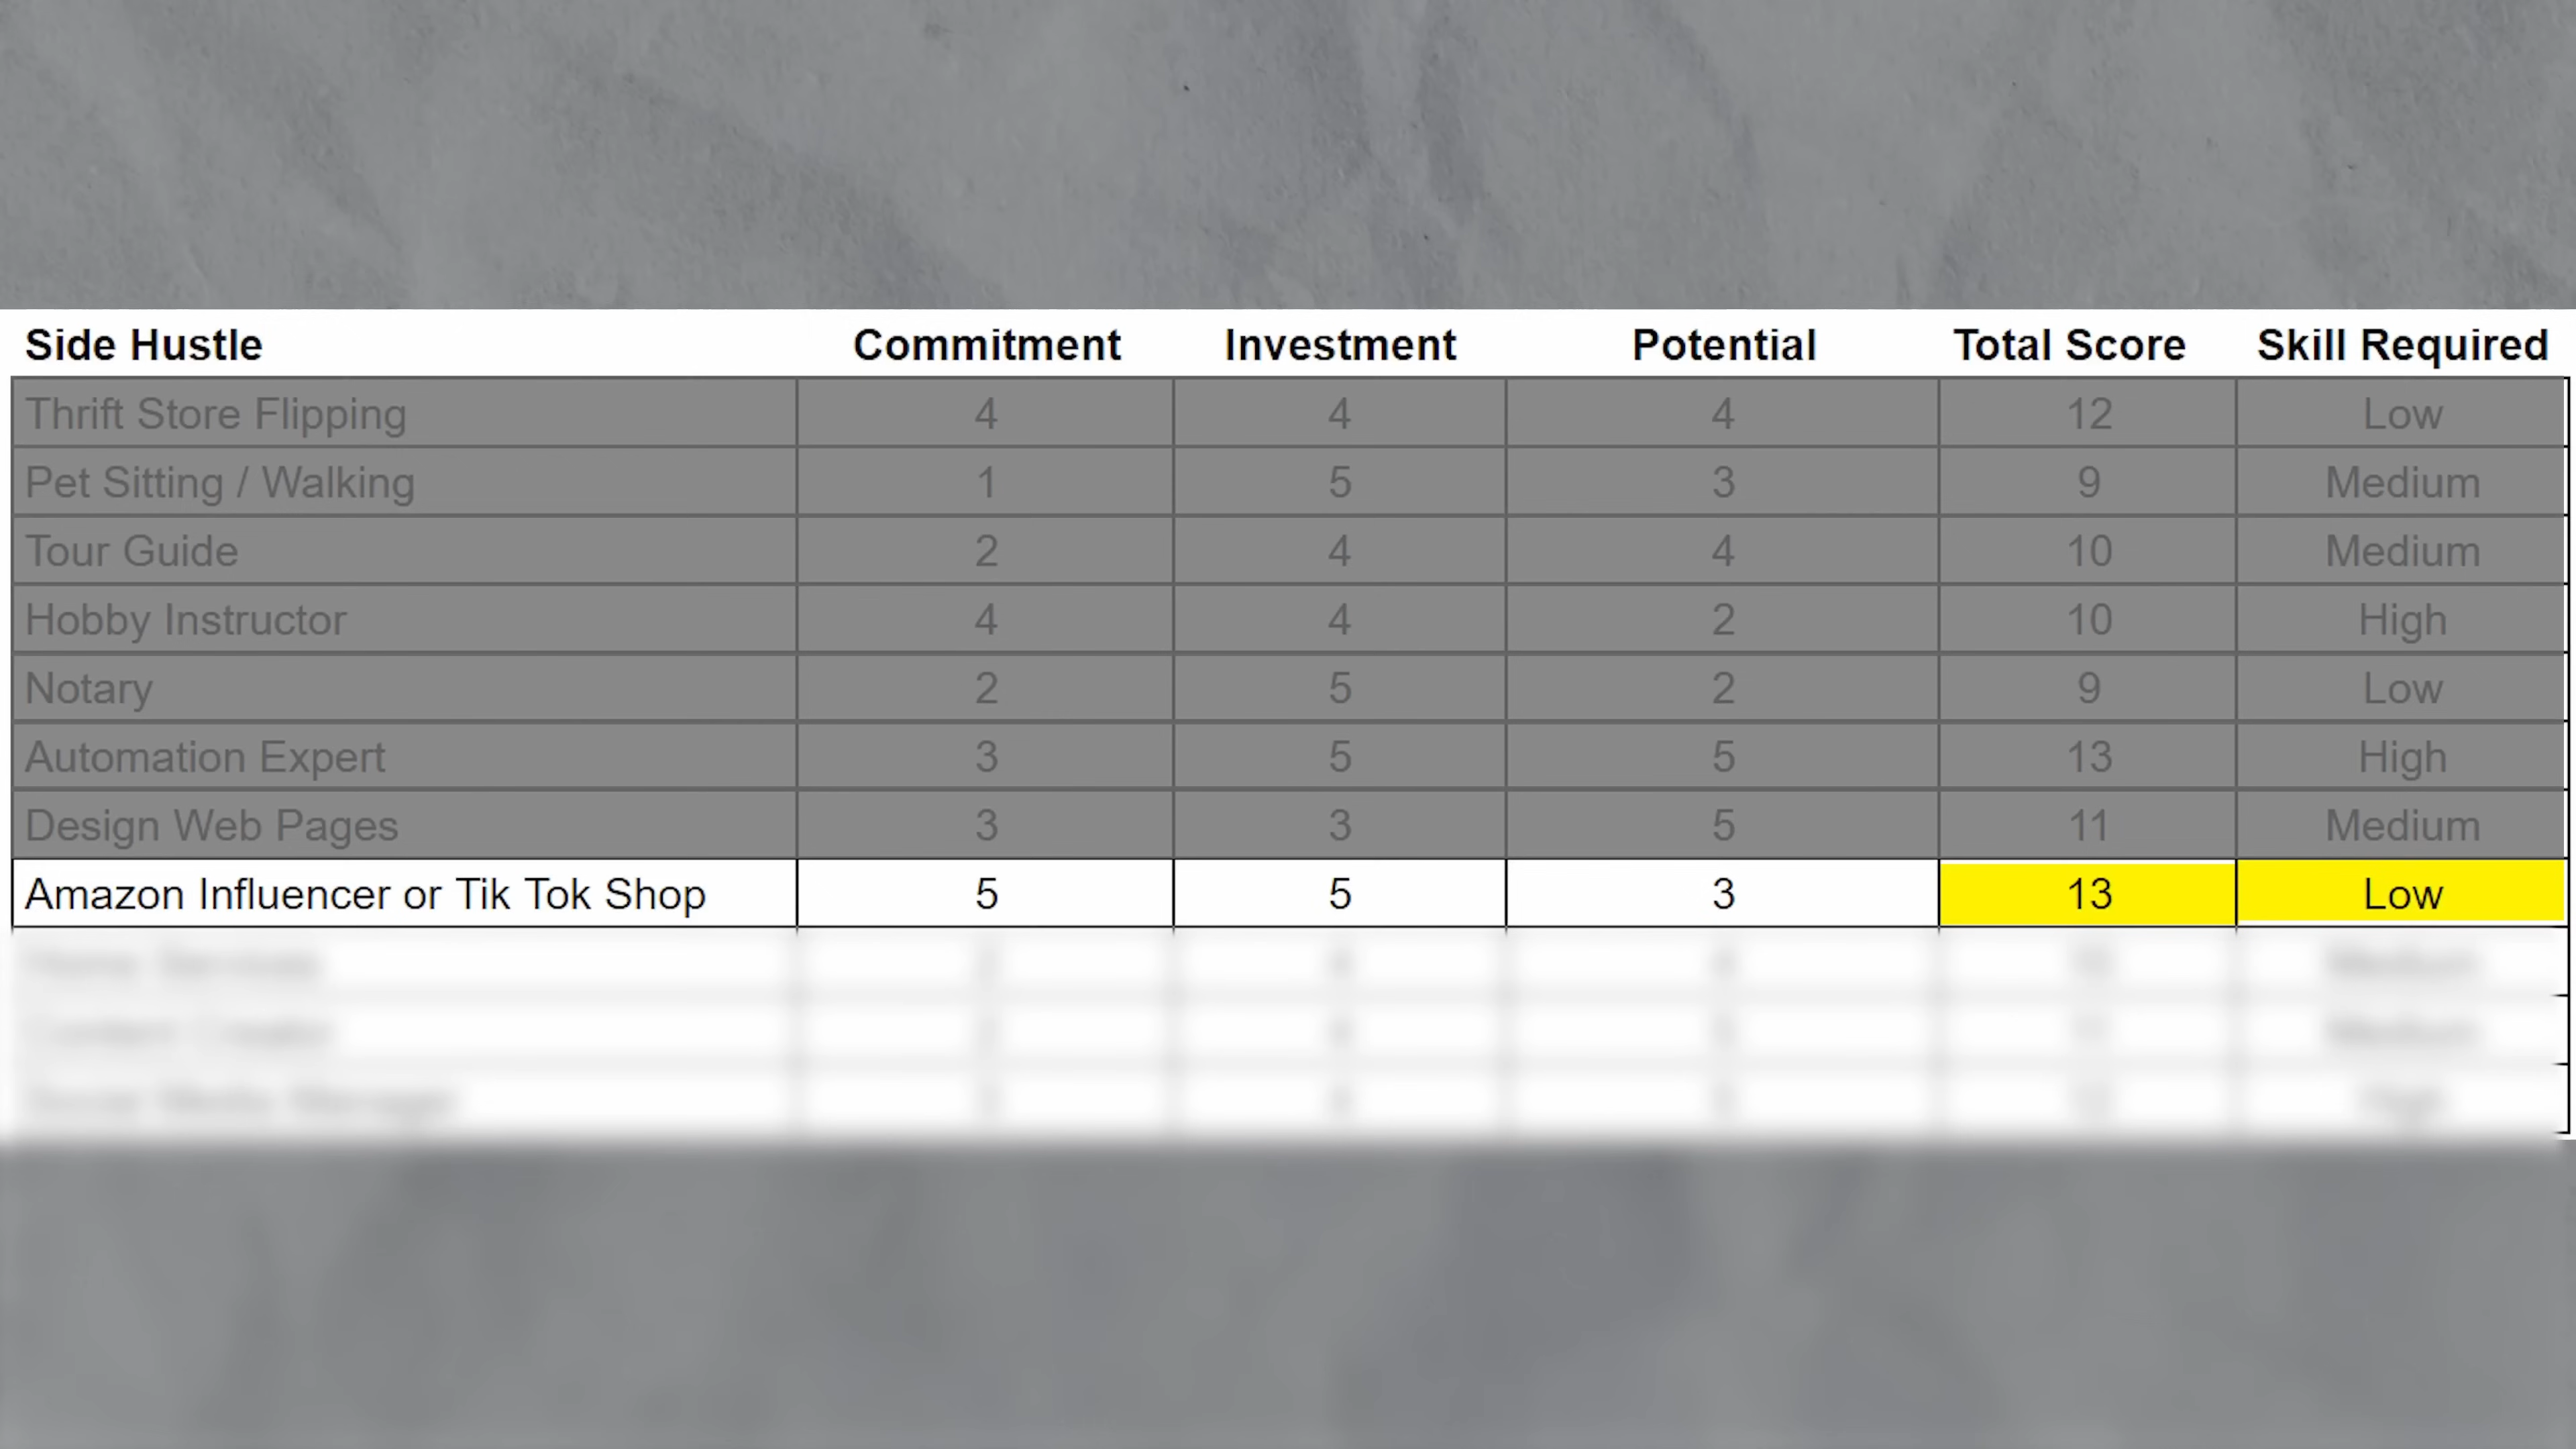 Side Hustle Commitment Investment Potential Total Score Skill Required
Thrift Store Flipping 4 4 4 12 Low
Pet Sitting / Walking 1 5 3 9 Medium
Tour Guide 2 4 4 10 Medium
Hobby Instructor 4 4 2 10 High
Notary 2 5 2 9 Low
Automation Expert 3 5 5 13 High
Design Web Pages 3 3 5 11 Medium
Amazon Influencer or Tik Tok Shop 5 5 3 13 Low